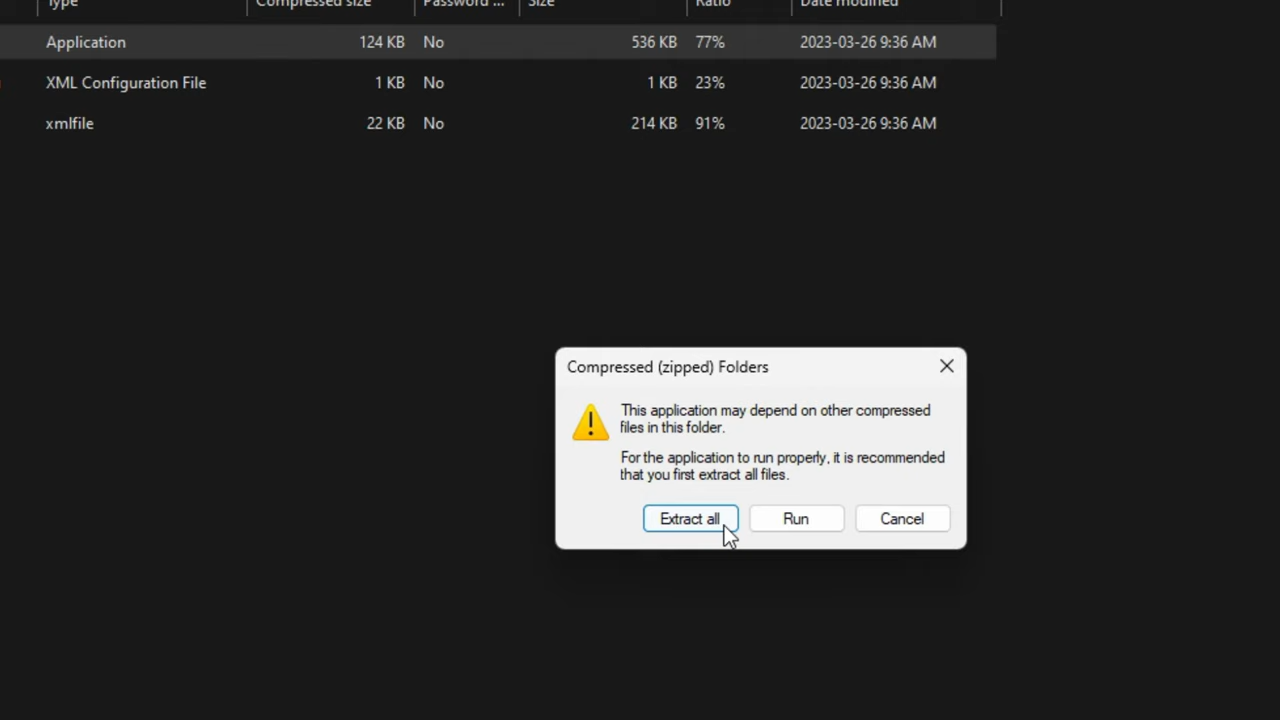 Type Compressed size Password ... Size Ratio Date modified
Application 124 KB No 536 KB 77% 2023-03-26 9:36 AM
XML Configuration File 1 KB No 1 KB 23% 2023-03-26 9:36 AM
xmlfile 22 KB No 214 KB 91% 2023-03-26 9:36 AM
Compressed (zipped) Folders
This application may depend on other compressed
files in this folder.
For the application to run properly, it is recommended
that you first extract all files.
Extract all Run Cancel